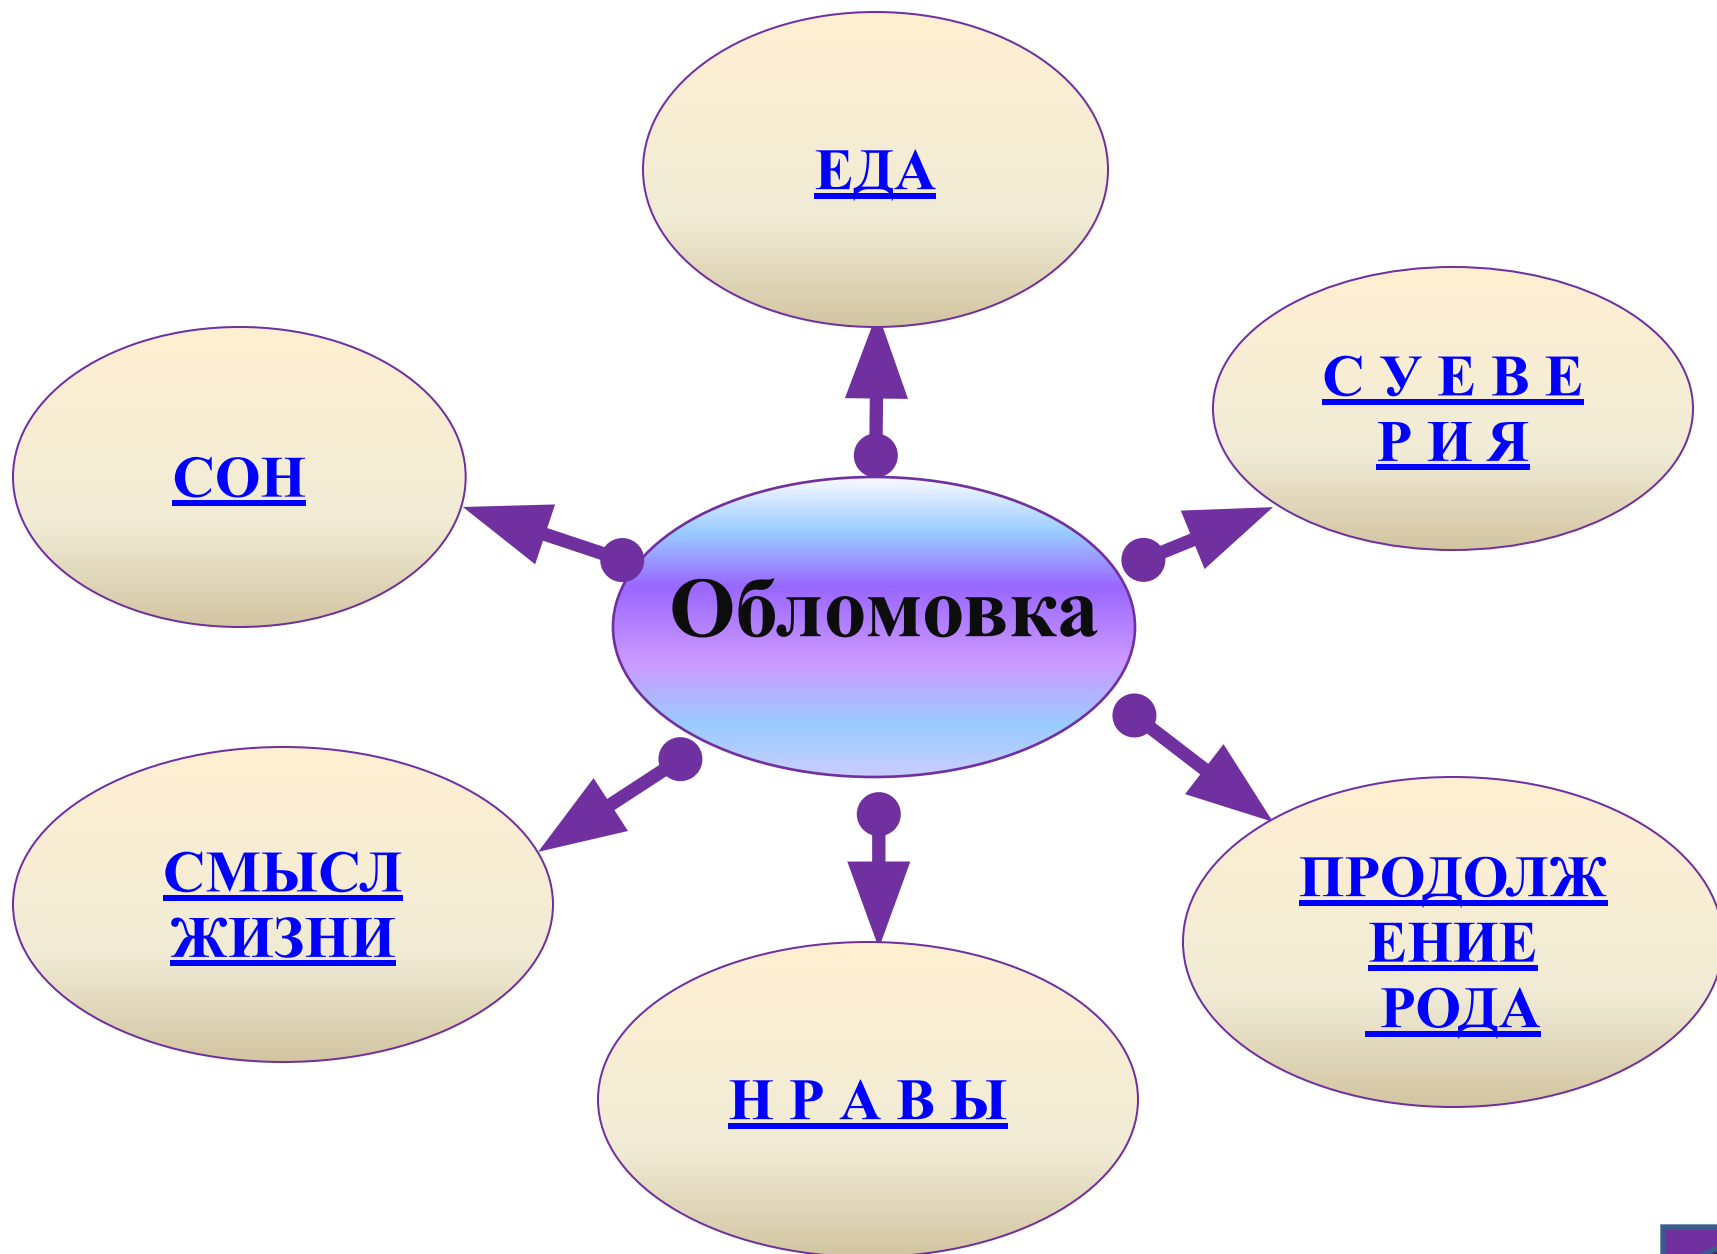 ЕДА
С У Е В Е
Р И Я
СОН
Обломовка
СМЫСЛ
ЖИЗНИ
ПРОДОЛЖ
ЕНИЕ
РОДА
Н Р А В Ы